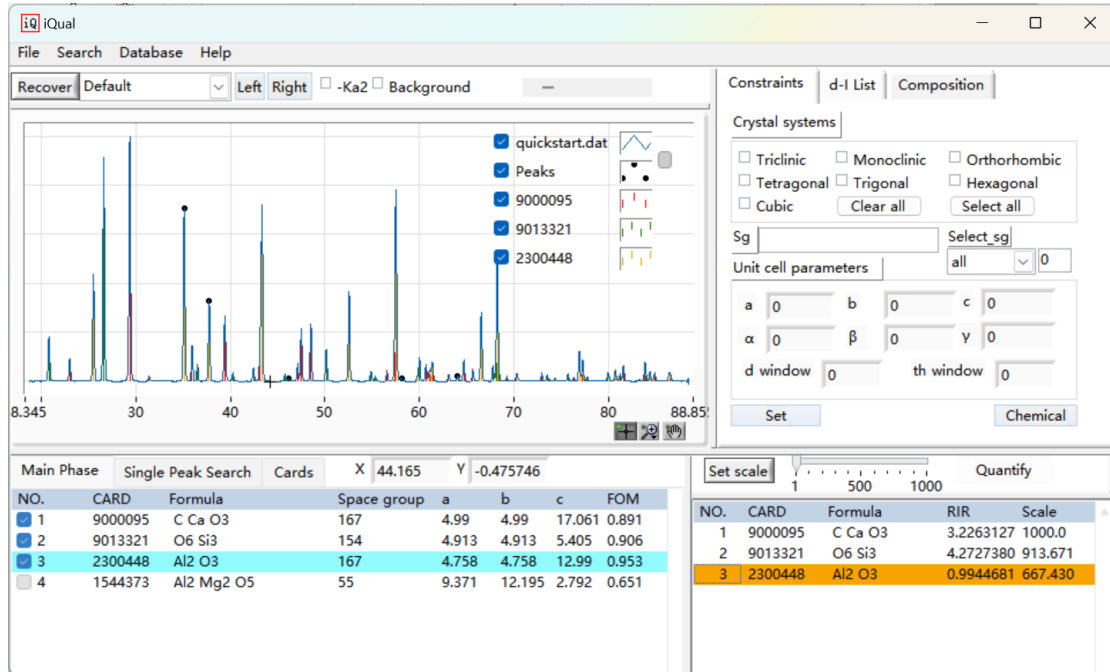 iQ iQual
File Search Database Help
Recover Default Left Right -Ka2 Background
quickstart.dat
Peaks
9000095
9013321
2300448
8.345 30 40 50 60 70 80 88.85
Constraints d-I List Composition
Crystal systems
Triclinic Monoclinic Orthorhombic
Tetragonal Trigonal Hexagonal
Cubic Clear all Select all
Sg Select_sg
all 0
Unit cell parameters
a 0 b 0 c 0
α 0 β 0 γ 0
d window 0 th window 0
Set Chemical
Main Phase Single Peak Search Cards X 44.165 Y -0.475746
NO. CARD Formula Space group a b c FOM
1 9000095 C Ca O3 167 4.99 4.99 17.061 0.891
2 9013321 O6 Si3 154 4.913 4.913 5.405 0.906
3 2300448 Al2 O3 167 4.758 4.758 12.99 0.953
4 1544373 Al2 Mg2 O5 55 9.371 12.195 2.792 0.651
Set scale 1 500 1000 Quantify
NO. CARD Formula RIR Scale
1 9000095 C Ca O3 3.2263127 1000.0
2 9013321 O6 Si3 4.2727380 913.671
3 2300448 Al2 O3 0.9944681 667.430